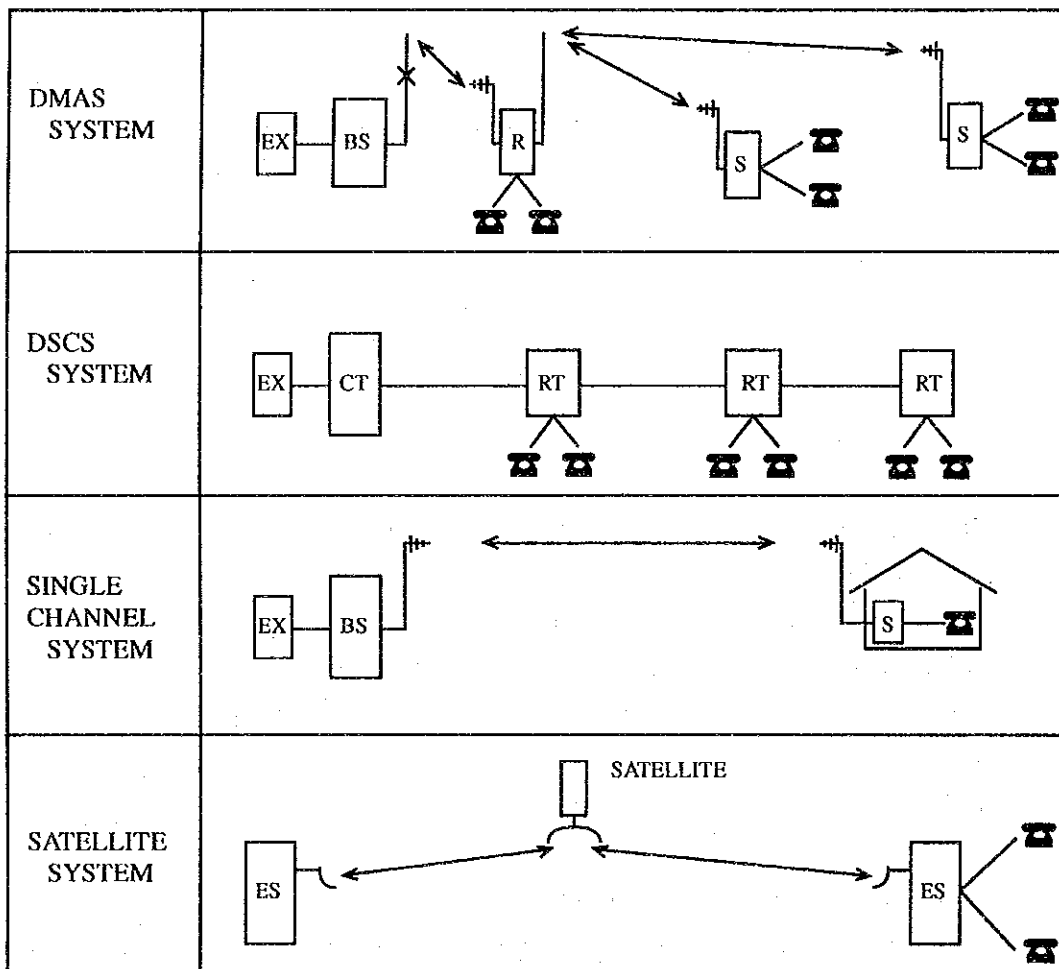 DMAS
SYSTEM
EX
BS
R
S
S
DSCS
SYSTEM
EX
CT
RT
RT
RT
SINGLE
CHANNEL
SYSTEM
EX
BS
S
SATELLITE
SYSTEM
SATELLITE
ES
ES